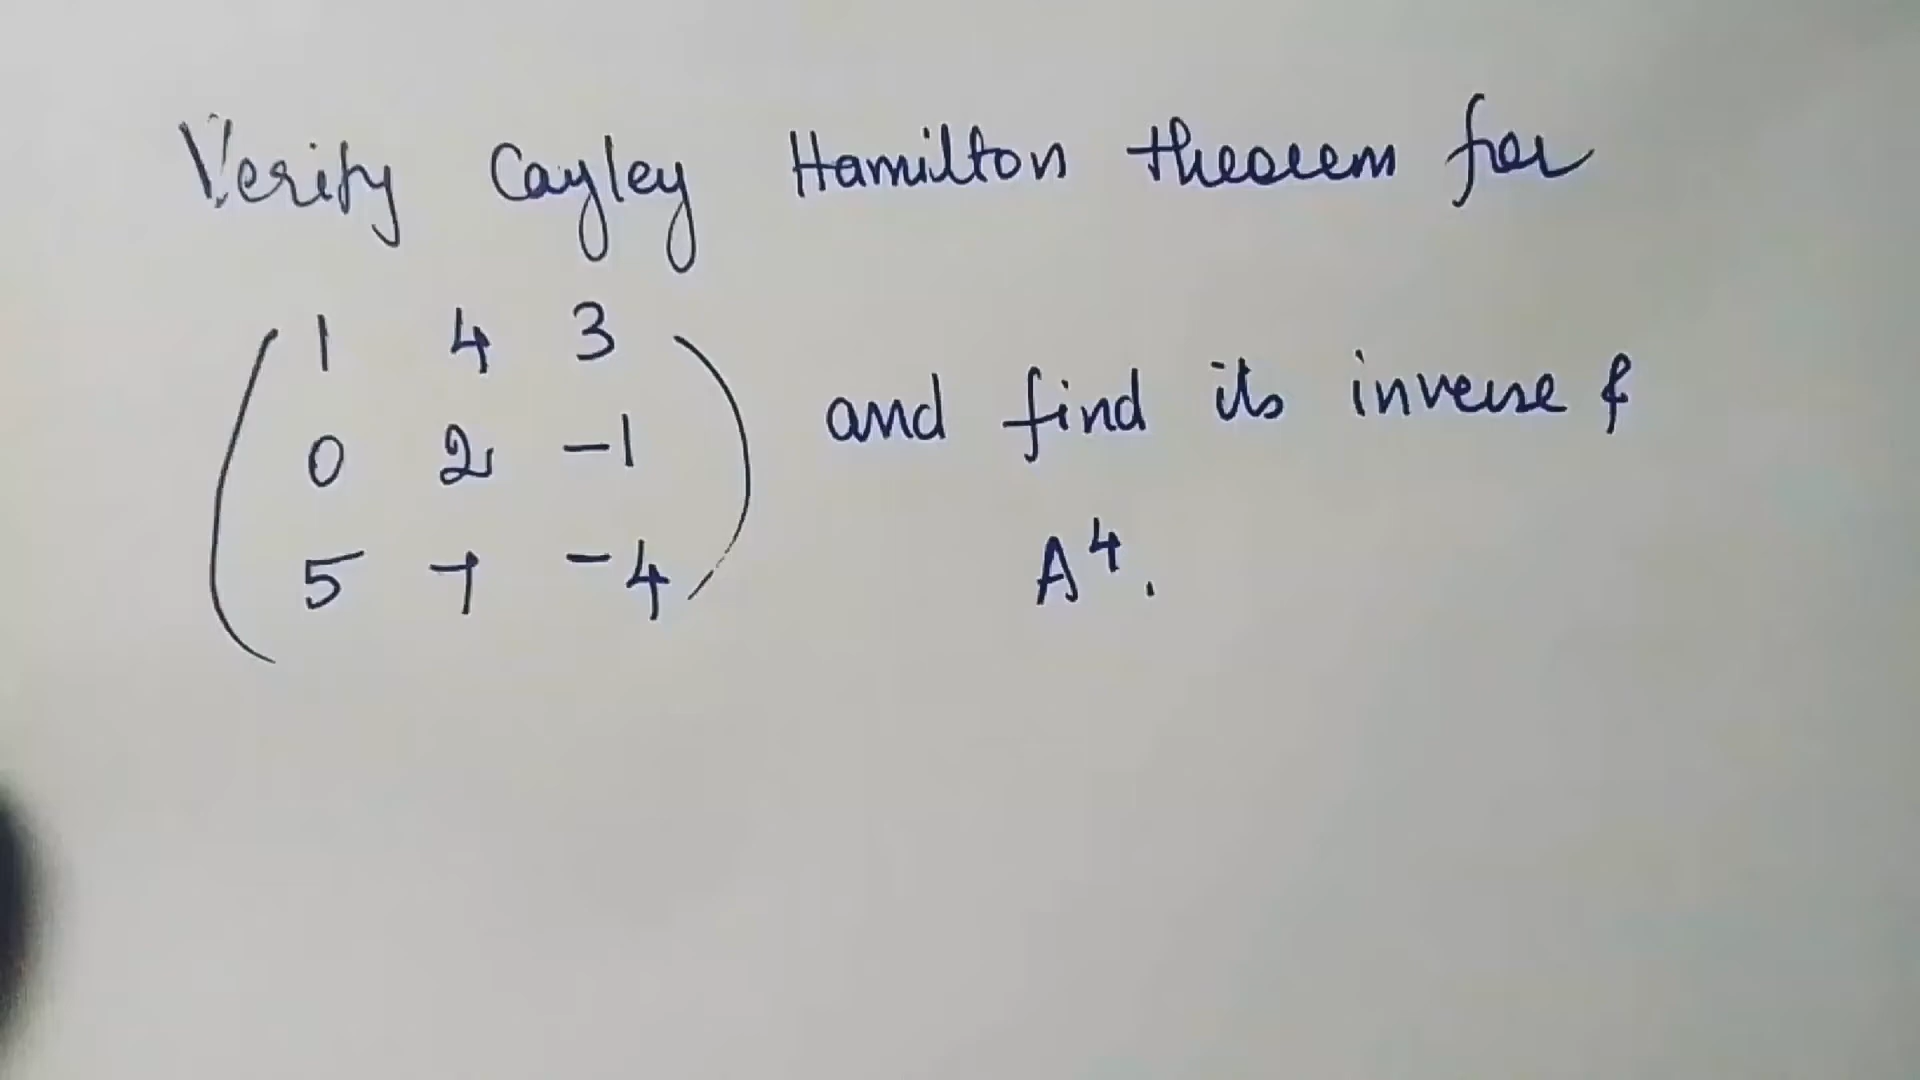 Verify Cayley Hamilton theorem for
1 4 3
0 2 -1 and find its inverse &
5 7 -4 A⁴.